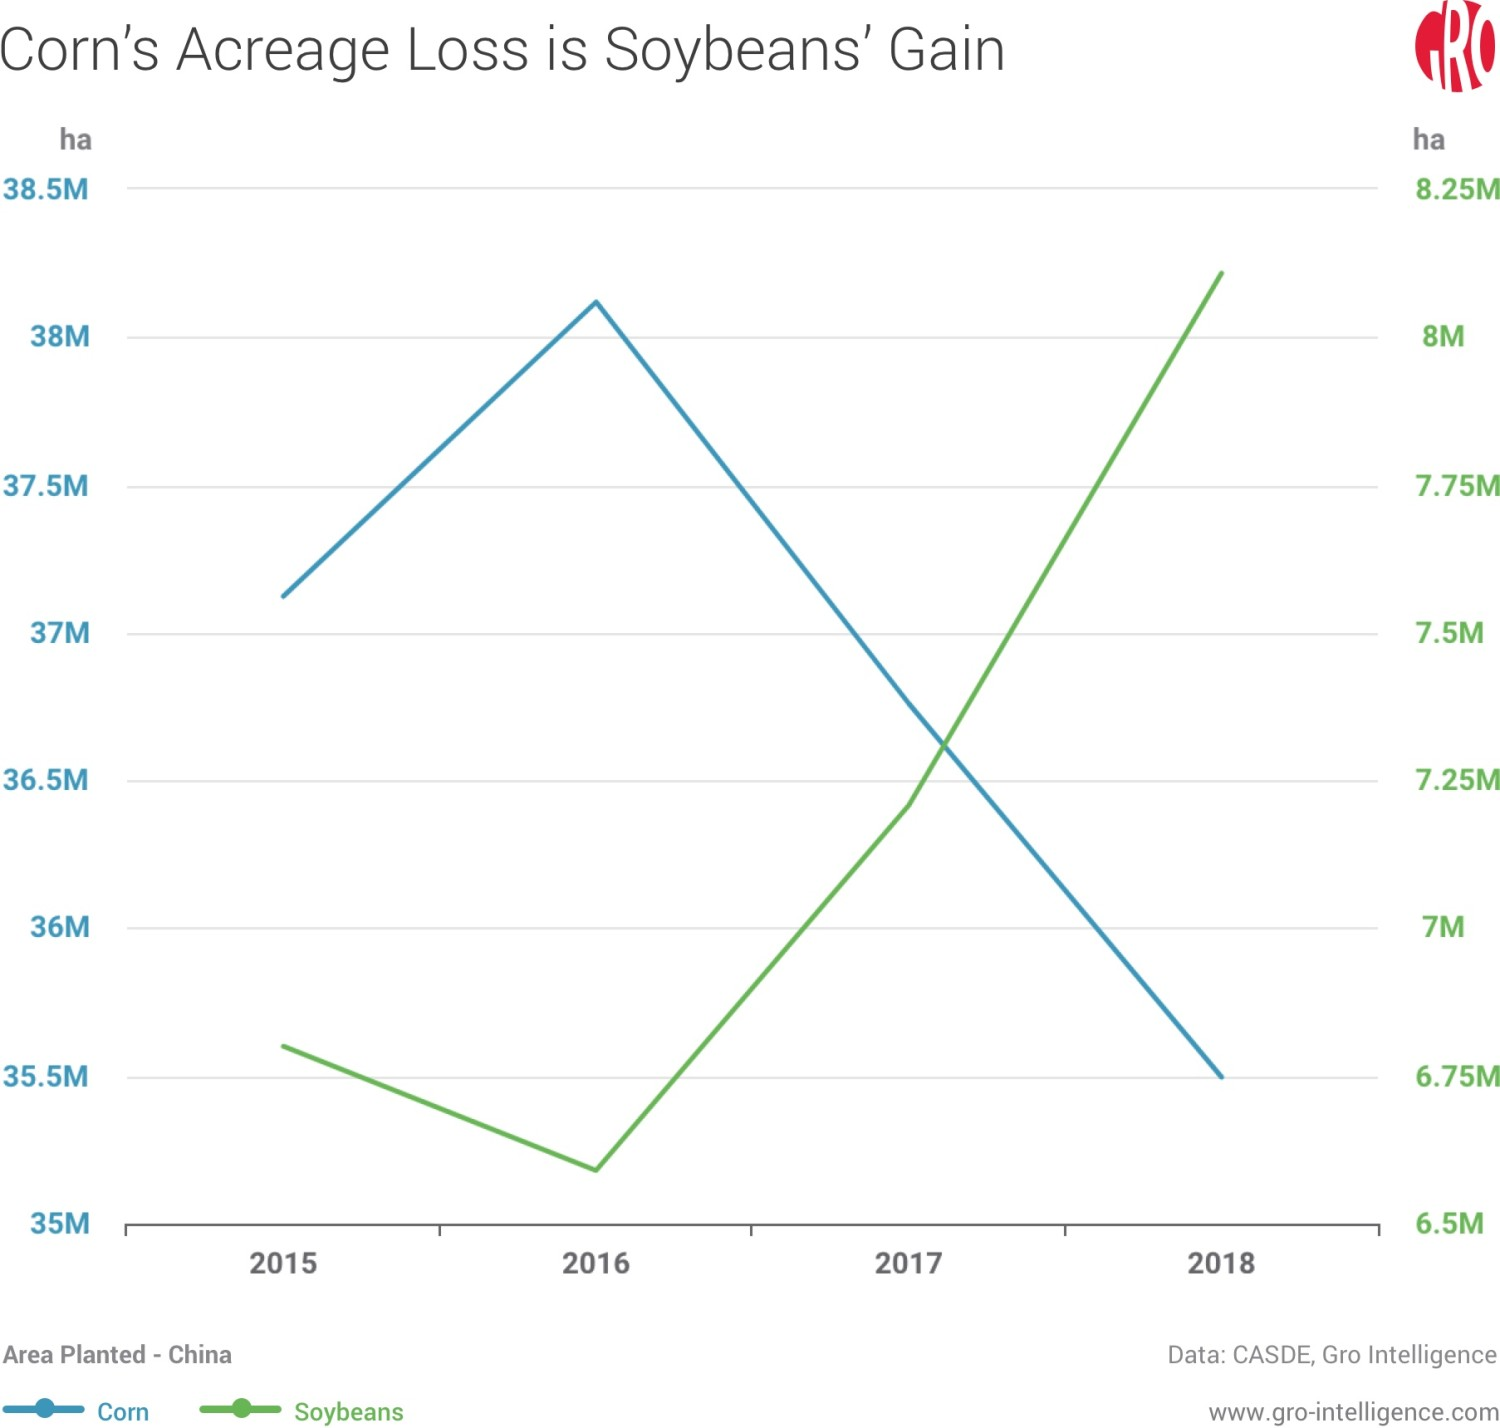 Corn’s Acreage Loss is Soybeans’ Gain
GRO
ha ha
38.5M 8.25M
38M 8M
37.5M 7.75M
37M 7.5M
36.5M 7.25M
36M 7M
35.5M 6.75M
35M 6.5M
2015 2016 2017 2018
Area Planted - China Data: CASDE, Gro Intelligence
Corn Soybeans www.gro-intelligence.com